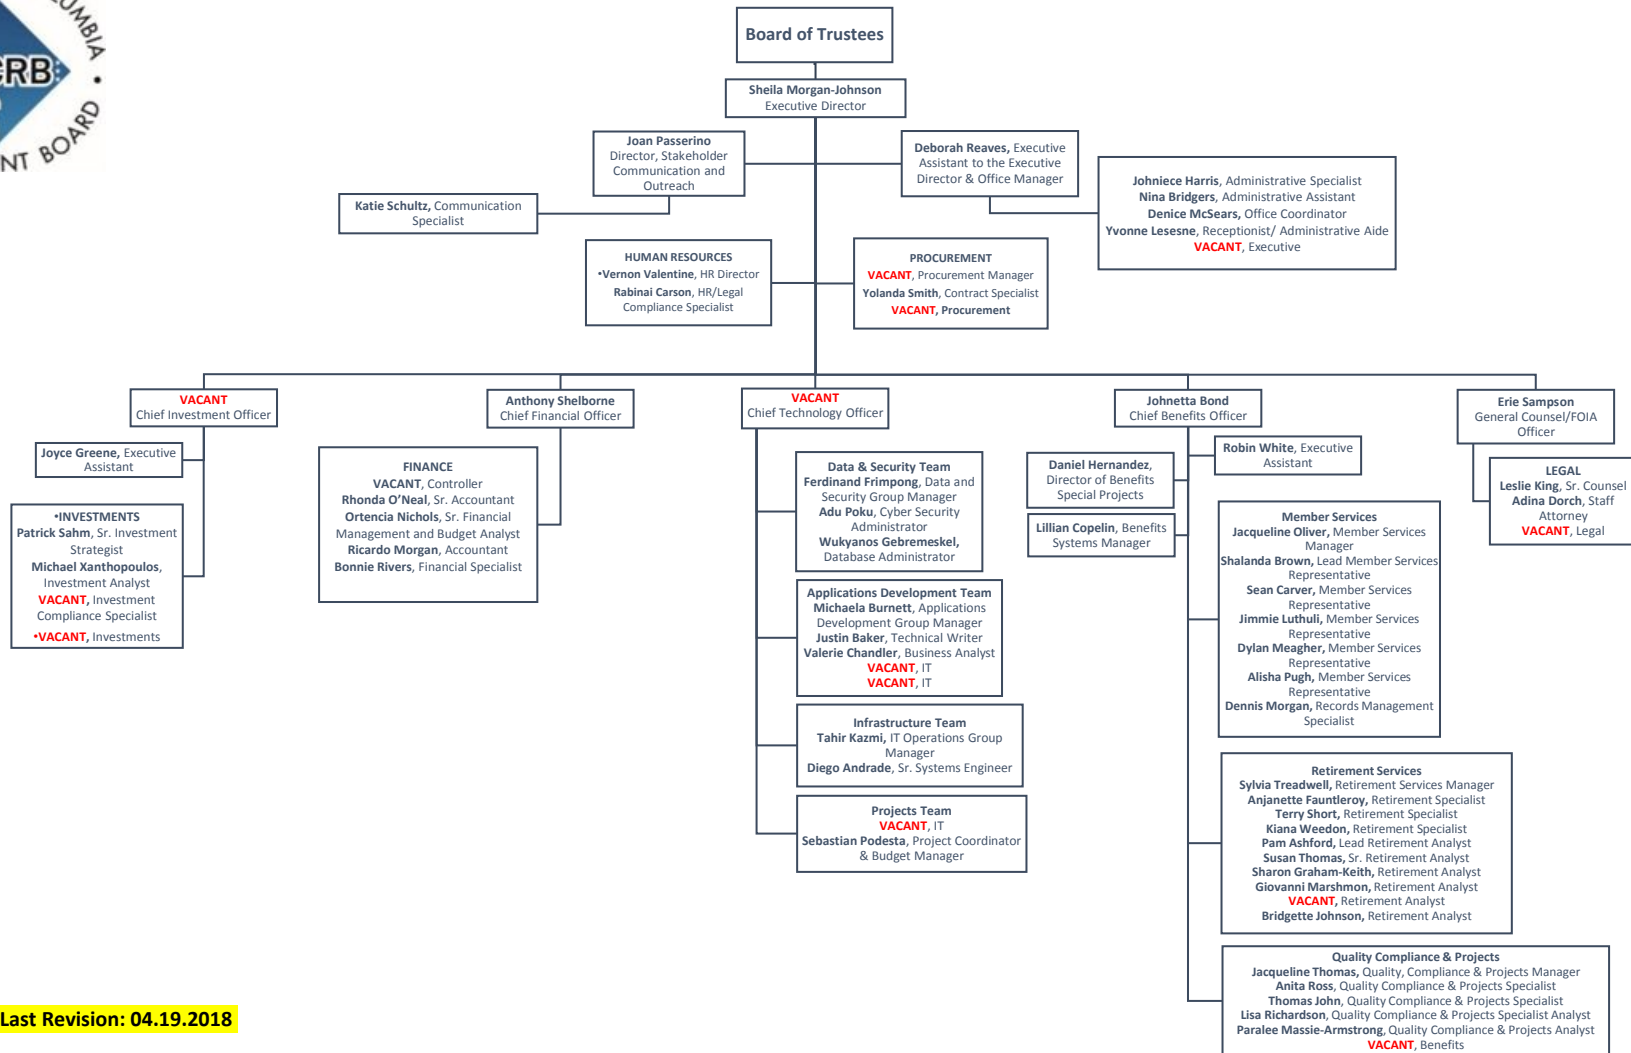 UMBIA
RB
NT BOARD
Board of Trustees
Sheila Morgan-Johnson
Executive Director
Joan Passerino
Director, Stakeholder
Communication and
Outreach
Deborah Reaves, Executive
Assistant to the Executive
Director & Office Manager
Katie Schultz, Communication
Specialist
Johniece Harris, Administrative Specialist
Nina Bridgers, Administrative Assistant
Denice McSears, Office Coordinator
Yvonne Lesesne, Receptionist/ Administrative Aide
VACANT, Executive
HUMAN RESOURCES
•Vernon Valentine, HR Director
Rabinai Carson, HR/Legal
Compliance Specialist
PROCUREMENT
VACANT, Procurement Manager
Yolanda Smith, Contract Specialist
VACANT, Procurement
VACANT
Chief Investment Officer
Joyce Greene, Executive
Assistant
•INVESTMENTS
Patrick Sahm, Sr. Investment
Strategist
Michael Xanthopoulos,
Investment Analyst
VACANT, Investment
Compliance Specialist
•VACANT, Investments
Anthony Shelborne
Chief Financial Officer
FINANCE
VACANT, Controller
Rhonda O’Neal, Sr. Accountant
Ortencia Nichols, Sr. Financial
Management and Budget Analyst
Ricardo Morgan, Accountant
Bonnie Rivers, Financial Specialist
VACANT
Chief Technology Officer
Data & Security Team
Ferdinand Frimpong, Data and
Security Group Manager
Adu Poku, Cyber Security
Administrator
Wukyanos Gebremeskel,
Database Administrator
Applications Development Team
Michaela Burnett, Applications
Development Group Manager
Justin Baker, Technical Writer
Valerie Chandler, Business Analyst
VACANT, IT
VACANT, IT
Infrastructure Team
Tahir Kazmi, IT Operations Group
Manager
Diego Andrade, Sr. Systems Engineer
Projects Team
VACANT, IT
Sebastian Podesta, Project Coordinator
& Budget Manager
Johnetta Bond
Chief Benefits Officer
Robin White, Executive
Assistant
Daniel Hernandez,
Director of Benefits
Special Projects
Lillian Copelin, Benefits
Systems Manager
Member Services
Jacqueline Oliver, Member Services
Manager
Shalanda Brown, Lead Member Services
Representative
Sean Carver, Member Services
Representative
Jimmie Luthuli, Member Services
Representative
Dylan Meagher, Member Services
Representative
Alisha Pugh, Member Services
Representative
Dennis Morgan, Records Management
Specialist
Retirement Services
Sylvia Treadwell, Retirement Services Manager
Anjanette Fauntleroy, Retirement Specialist
Terry Short, Retirement Specialist
Kiana Weedon, Retirement Specialist
Pam Ashford, Lead Retirement Analyst
Susan Thomas, Sr. Retirement Analyst
Sharon Graham-Keith, Retirement Analyst
Giovanni Marshmon, Retirement Analyst
VACANT, Retirement Analyst
Bridgette Johnson, Retirement Analyst
Quality Compliance & Projects
Jacqueline Thomas, Quality, Compliance & Projects Manager
Anita Ross, Quality Compliance & Projects Specialist
Thomas John, Quality Compliance & Projects Specialist
Lisa Richardson, Quality Compliance & Projects Specialist Analyst
Paralee Massie-Armstrong, Quality Compliance & Projects Analyst
VACANT, Benefits
Erie Sampson
General Counsel/FOIA
Officer
LEGAL
Leslie King, Sr. Counsel
Adina Dorch, Staff
Attorney
VACANT, Legal
Last Revision: 04.19.2018